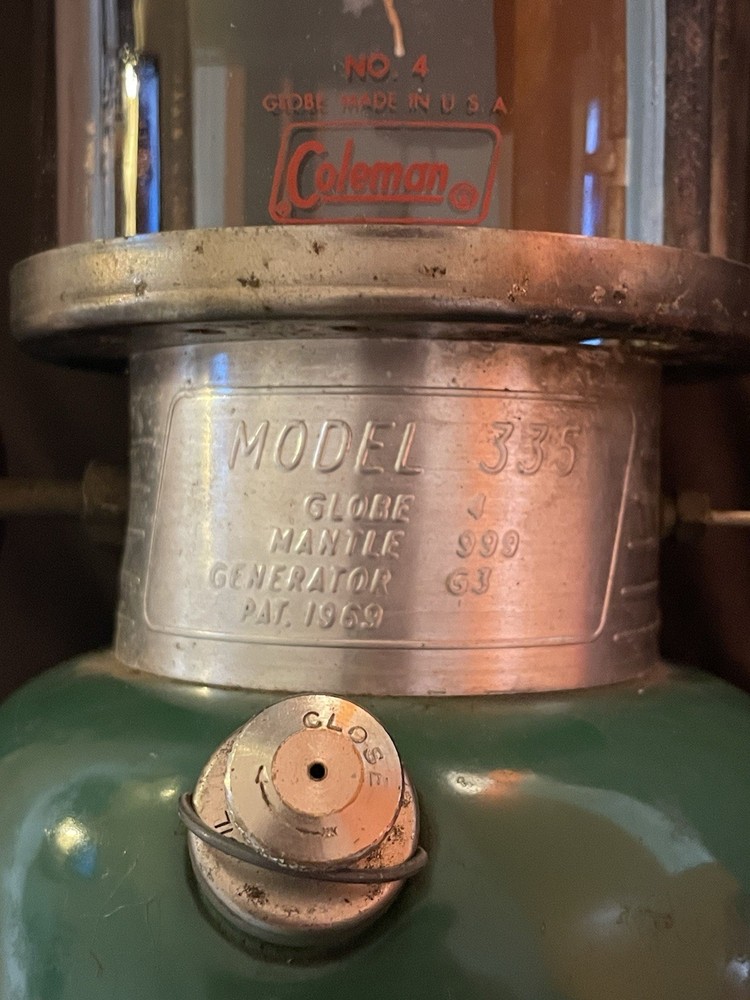 NO. 4
GLOBE MADE IN U S A
Coleman
MODEL 335
GLOBE 4
MANTLE 999
GENERATOR G3
PAT. 1969
CLOSE